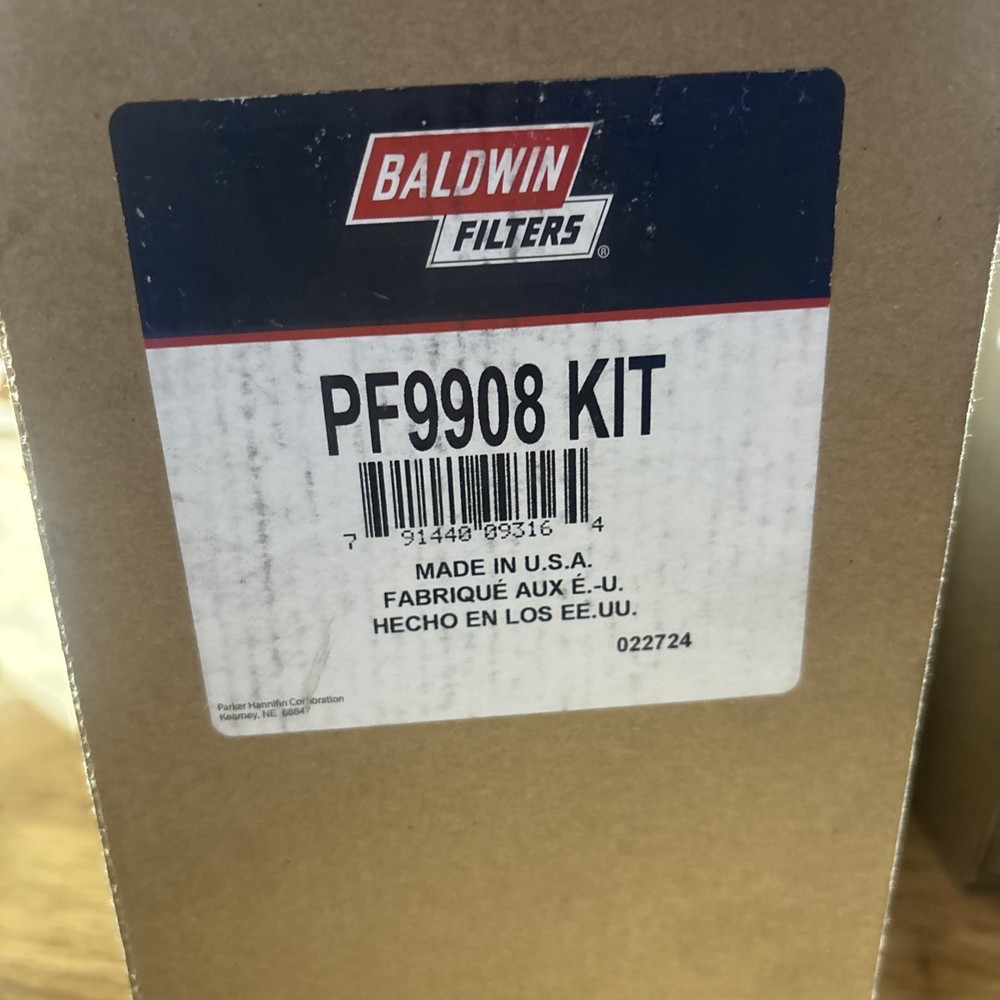 BALDWIN
FILTERS®
PF9908 KIT
7 91440 09316 4
MADE IN U.S.A.
FABRIQUÉ AUX É.-U.
HECHO EN LOS EE.UU.
022724
Parker Hannifin Corporation
Kearney, NE 68847